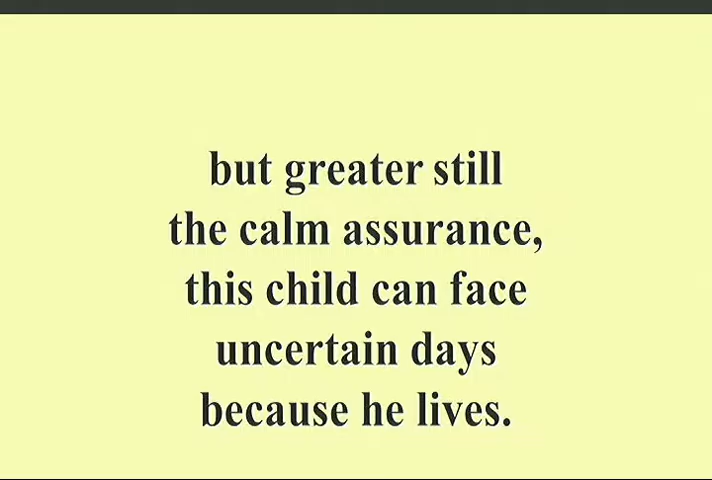 but greater still
the calm assurance,
this child can face
uncertain days
because he lives.